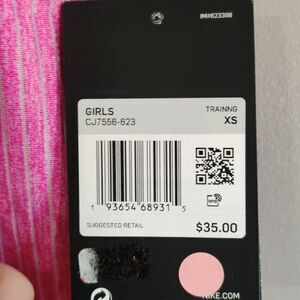 IM#623398
GIRLS TRAINNG
CJ7556-623 XS
1 93654 68931 5
SUGGESTED RETAIL $35.00
NIKE.COM